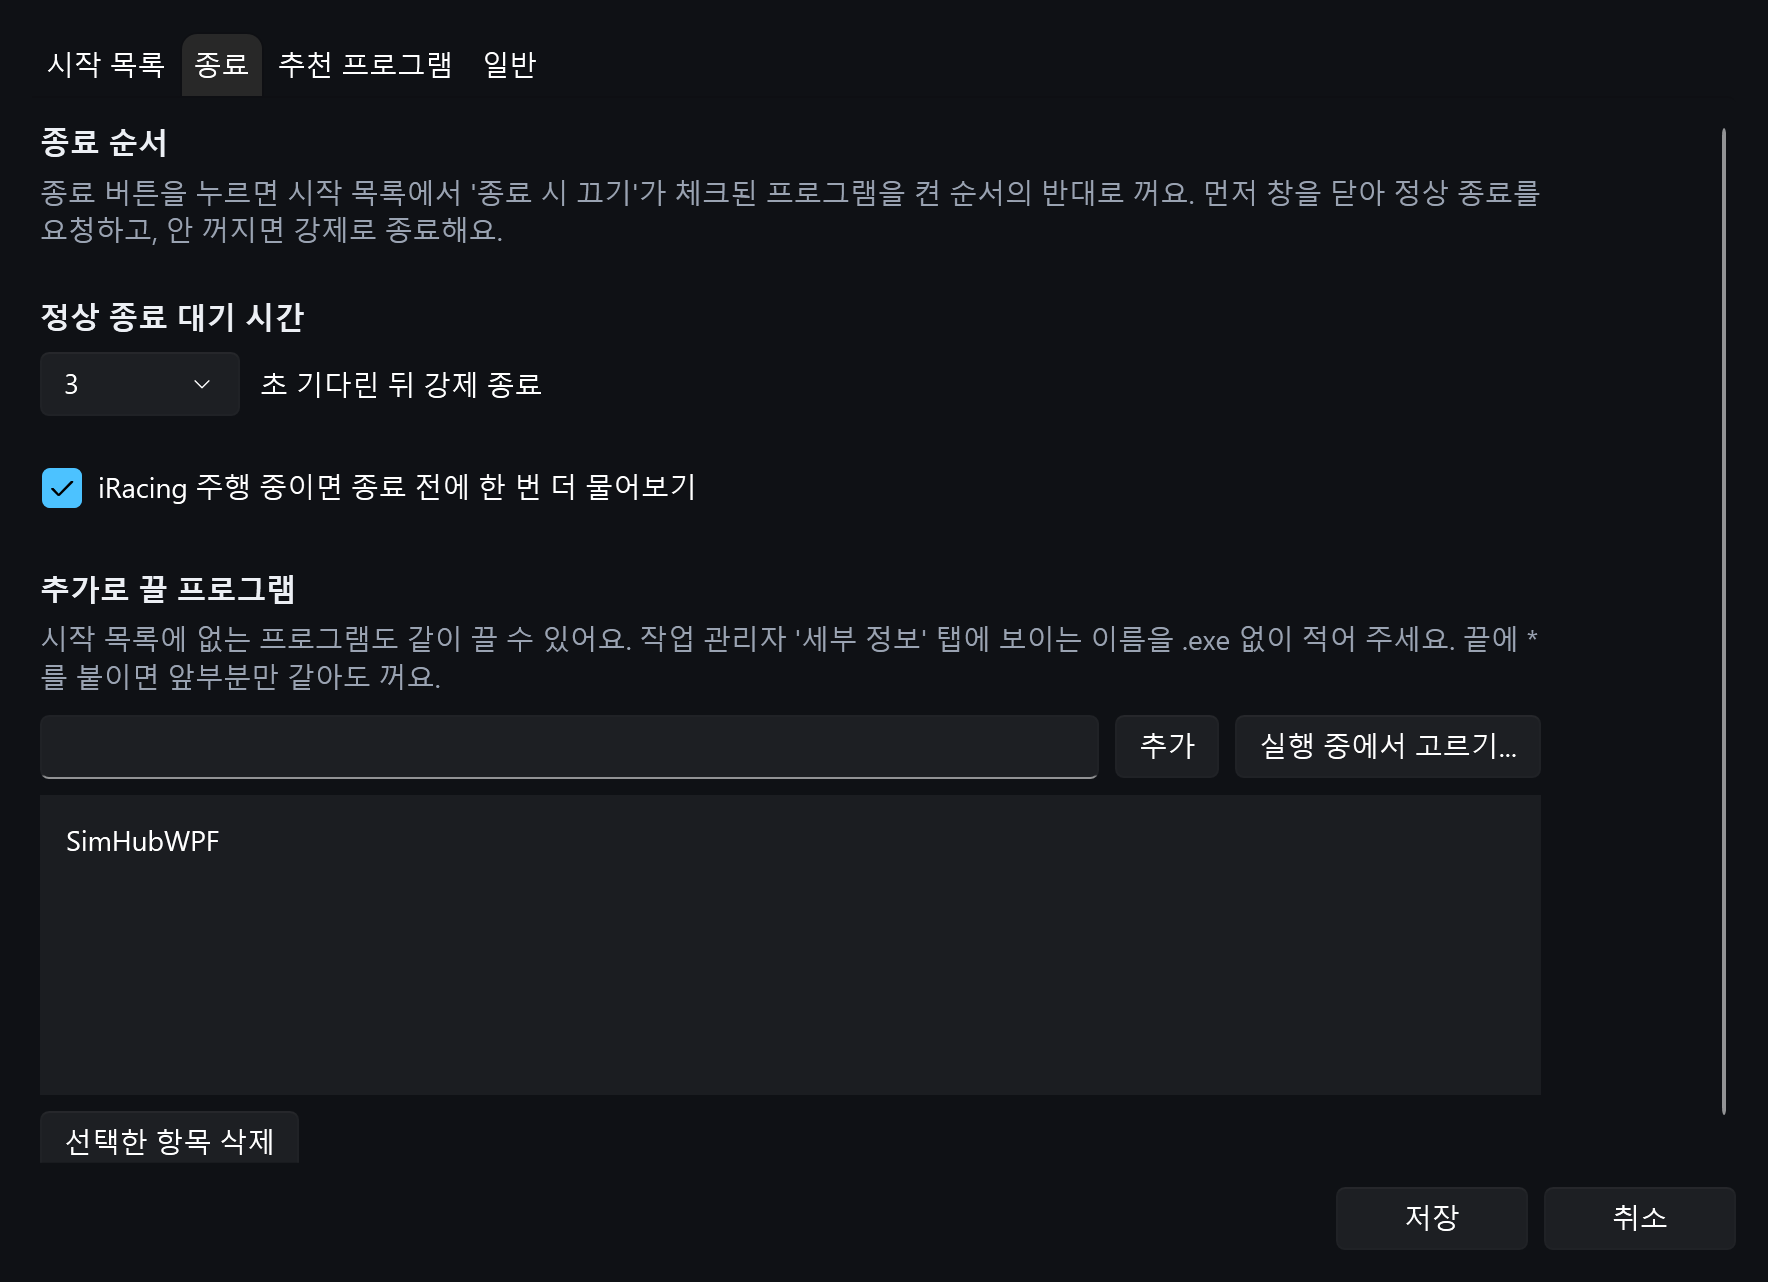 시작 목록 종료 추천 프로그램 일반
종료 순서
종료 버튼을 누르면 시작 목록에서 '종료 시 끄기'가 체크된 프로그램을 켠 순서의 반대로 꺼요. 먼저 창을 닫아 정상 종료를
요청하고, 안 꺼지면 강제로 종료해요.
정상 종료 대기 시간
3 초 기다린 뒤 강제 종료
iRacing 주행 중이면 종료 전에 한 번 더 물어보기
추가로 끌 프로그램
시작 목록에 없는 프로그램도 같이 끌 수 있어요. 작업 관리자 '세부 정보' 탭에 보이는 이름을 .exe 없이 적어 주세요. 끝에 *
를 붙이면 앞부분만 같아도 꺼요.
추가 실행 중에서 고르기...
SimHubWPF
선택한 항목 삭제
저장 취소